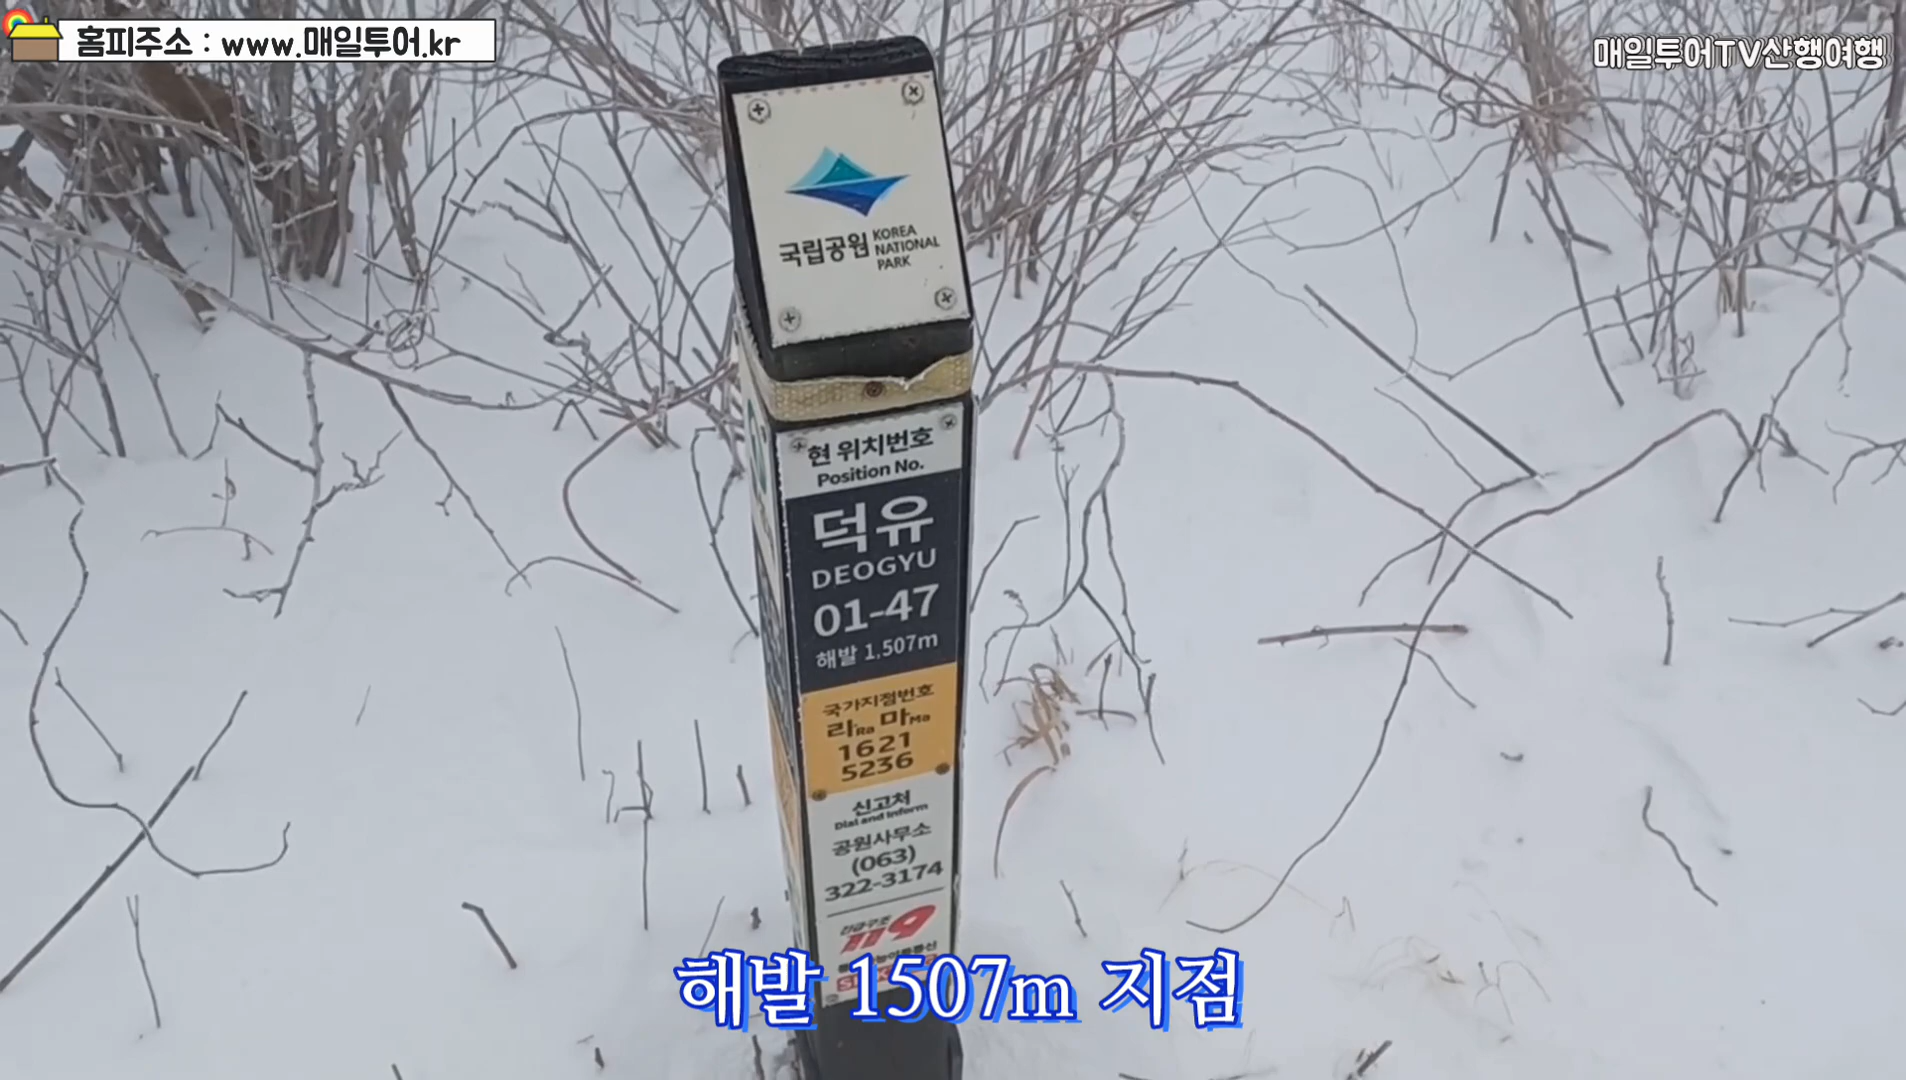 홈피주소 : www.매일투어.kr
매일투어TV산행여행
국립공원 KOREA NATIONAL PARK
현 위치번호
Position No.
덕유
DEOGYU
01-47
해발 1,507m
국가지점번호
라Ra 마Ma
1621
5236
신고처
Dial and Inform
공원사무소
(063)
322-3174
긴급구조
119
해발 1507m 지점